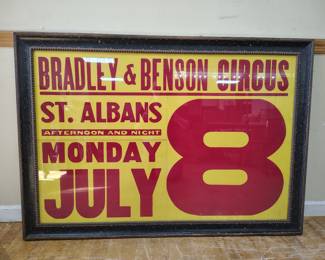 BRADLEY & BENSON CIRCUS
ST. ALBANS
AFTERNOON AND NIGHT
MONDAY
JULY 8